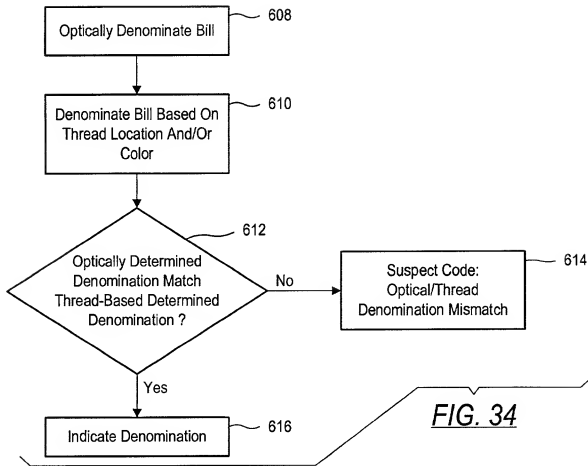 Optically Denominate Bill
608
Denominate Bill Based On
Thread Location And/Or
Color
610
612
Optically Determined
Denomination Match
Thread-Based Determined
Denomination ?
No
Suspect Code:
Optical/Thread
Denomination Mismatch
614
Yes
Indicate Denomination
616
FIG. 34